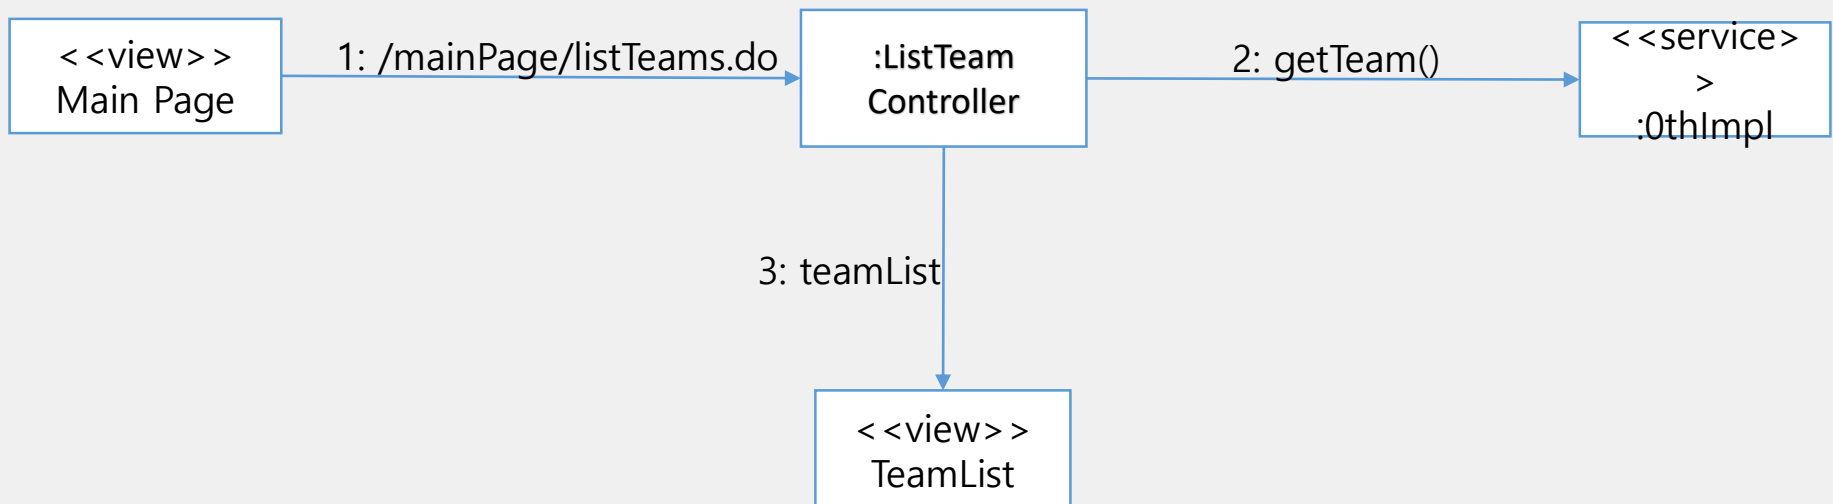 <<view>>
Main Page
1: /mainPage/listTeams.do
:ListTeam
Controller
2: getTeam()
<<service>
>
:0thImpl
3: teamList
<<view>>
TeamList